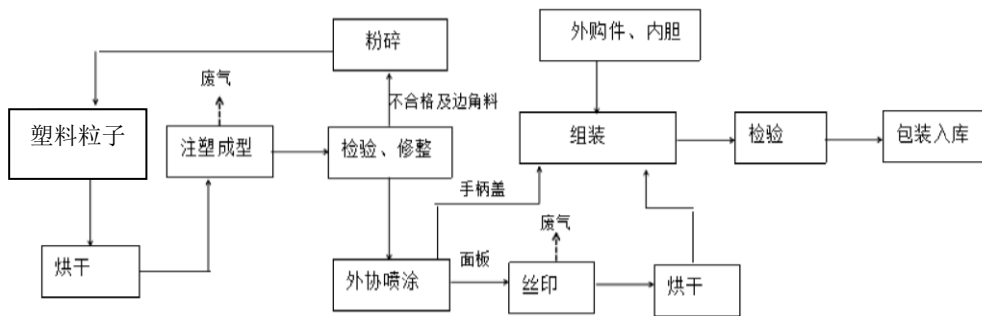 粉碎
外购件、内胆
废气
不合格及边角料
塑料粒子
注塑成型
检验、修整
组装
检验
包装入库
手柄盖
废气
烘干
外协喷涂
面板
丝印
烘干